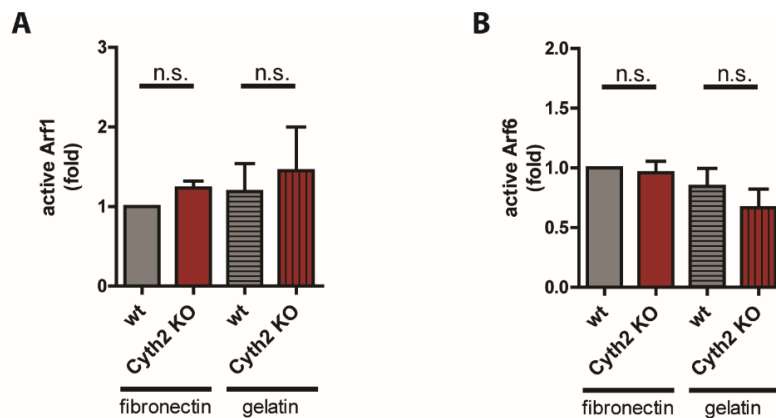 A
active Arf1
(fold)
3
2
1
0
n.s.
n.s.
wt
Cyth2 KO
wt
Cyth2 KO
fibronectin
gelatin
B
active Arf6
(fold)
2.0
1.5
1.0
0.5
0.0
n.s.
n.s.
wt
Cyth2 KO
wt
Cyth2 KO
fibronectin
gelatin